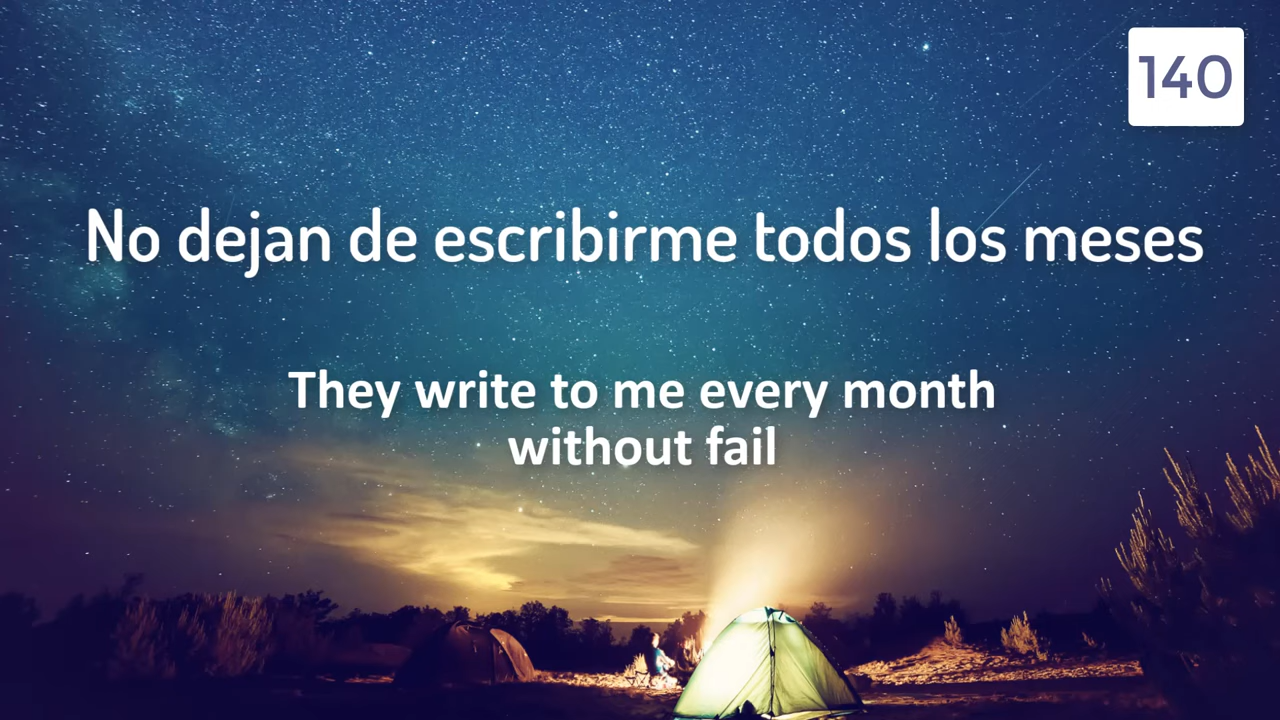 140
No dejan de escribirme todos los meses
They write to me every month
without fail